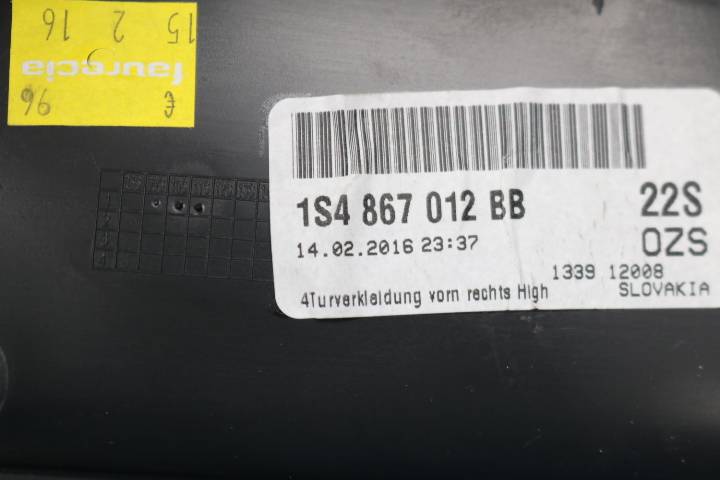 15 2 16
faurecia
96 €
1S4 867 012 BB 22S
14.02.2016 23:37 OZS
1339 12008
4Turverkleidung vorn rechts High SLOVAKIA